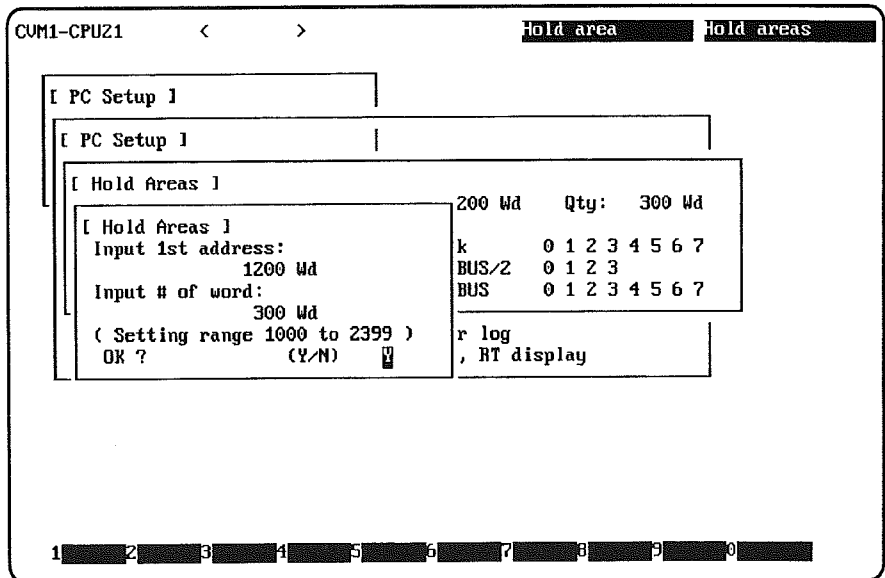 CVM1-CPU21 < > Hold area Hold areas
[ PC Setup ]
[ PC Setup ]
[ Hold Areas ]
200 Wd Qty: 300 Wd
[ Hold Areas ]
Input 1st address:
k 0 1 2 3 4 5 6 7
1200 Wd
BUS/2 0 1 2 3
Input # of word:
BUS 0 1 2 3 4 5 6 7
300 Wd
( Setting range 1000 to 2399 )
r log
OK ? (Y/N) Y
, RT display
1 2 3 4 5 6 7 8 9 0